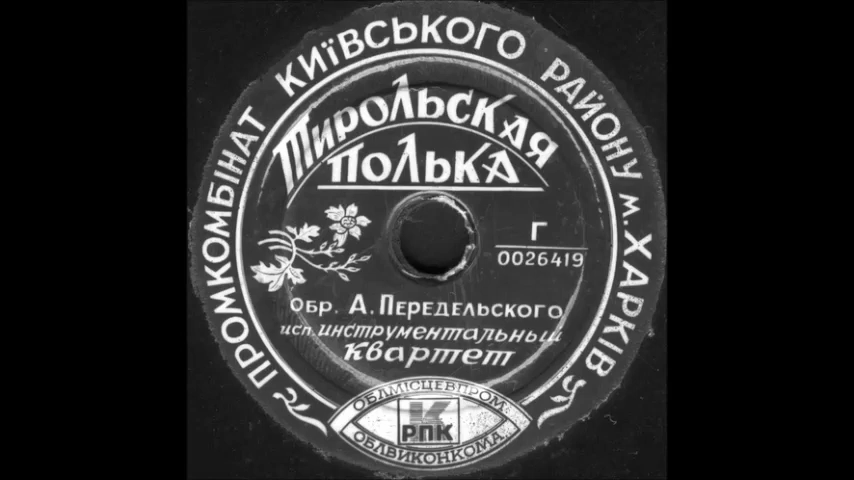 ПРОМКОМБІНАТ КИЇВСЬКОГО РАЙОНУ м. ХАРКІВ
Тирольская
полька
Г
0026419
Обр. А. Передельского
исп. инструментальный
квартет
ОБЛМІСЦЕВПРОМ
К
РПК
ОБЛВИКОНКОМА